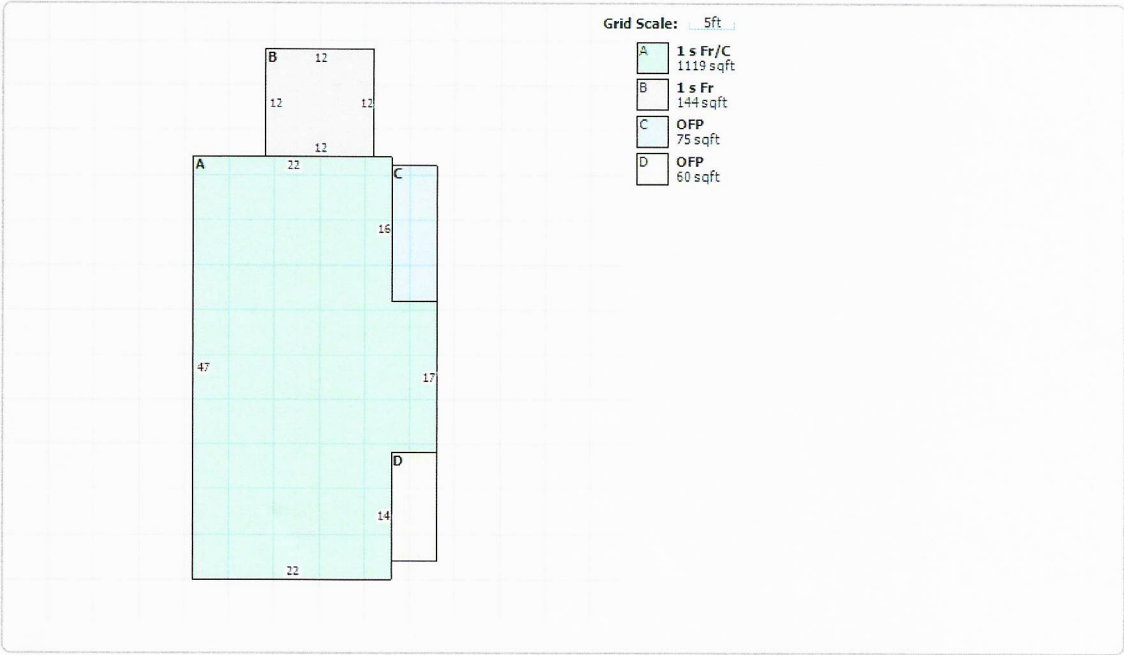 Grid Scale: 5ft
A 1 s Fr/C
1119 sqft
B 1 s Fr
144 sqft
C OFP
75 sqft
D OFP
60 sqft
B 12
12 12
12
A 22
C
16
47
17
D
14
22